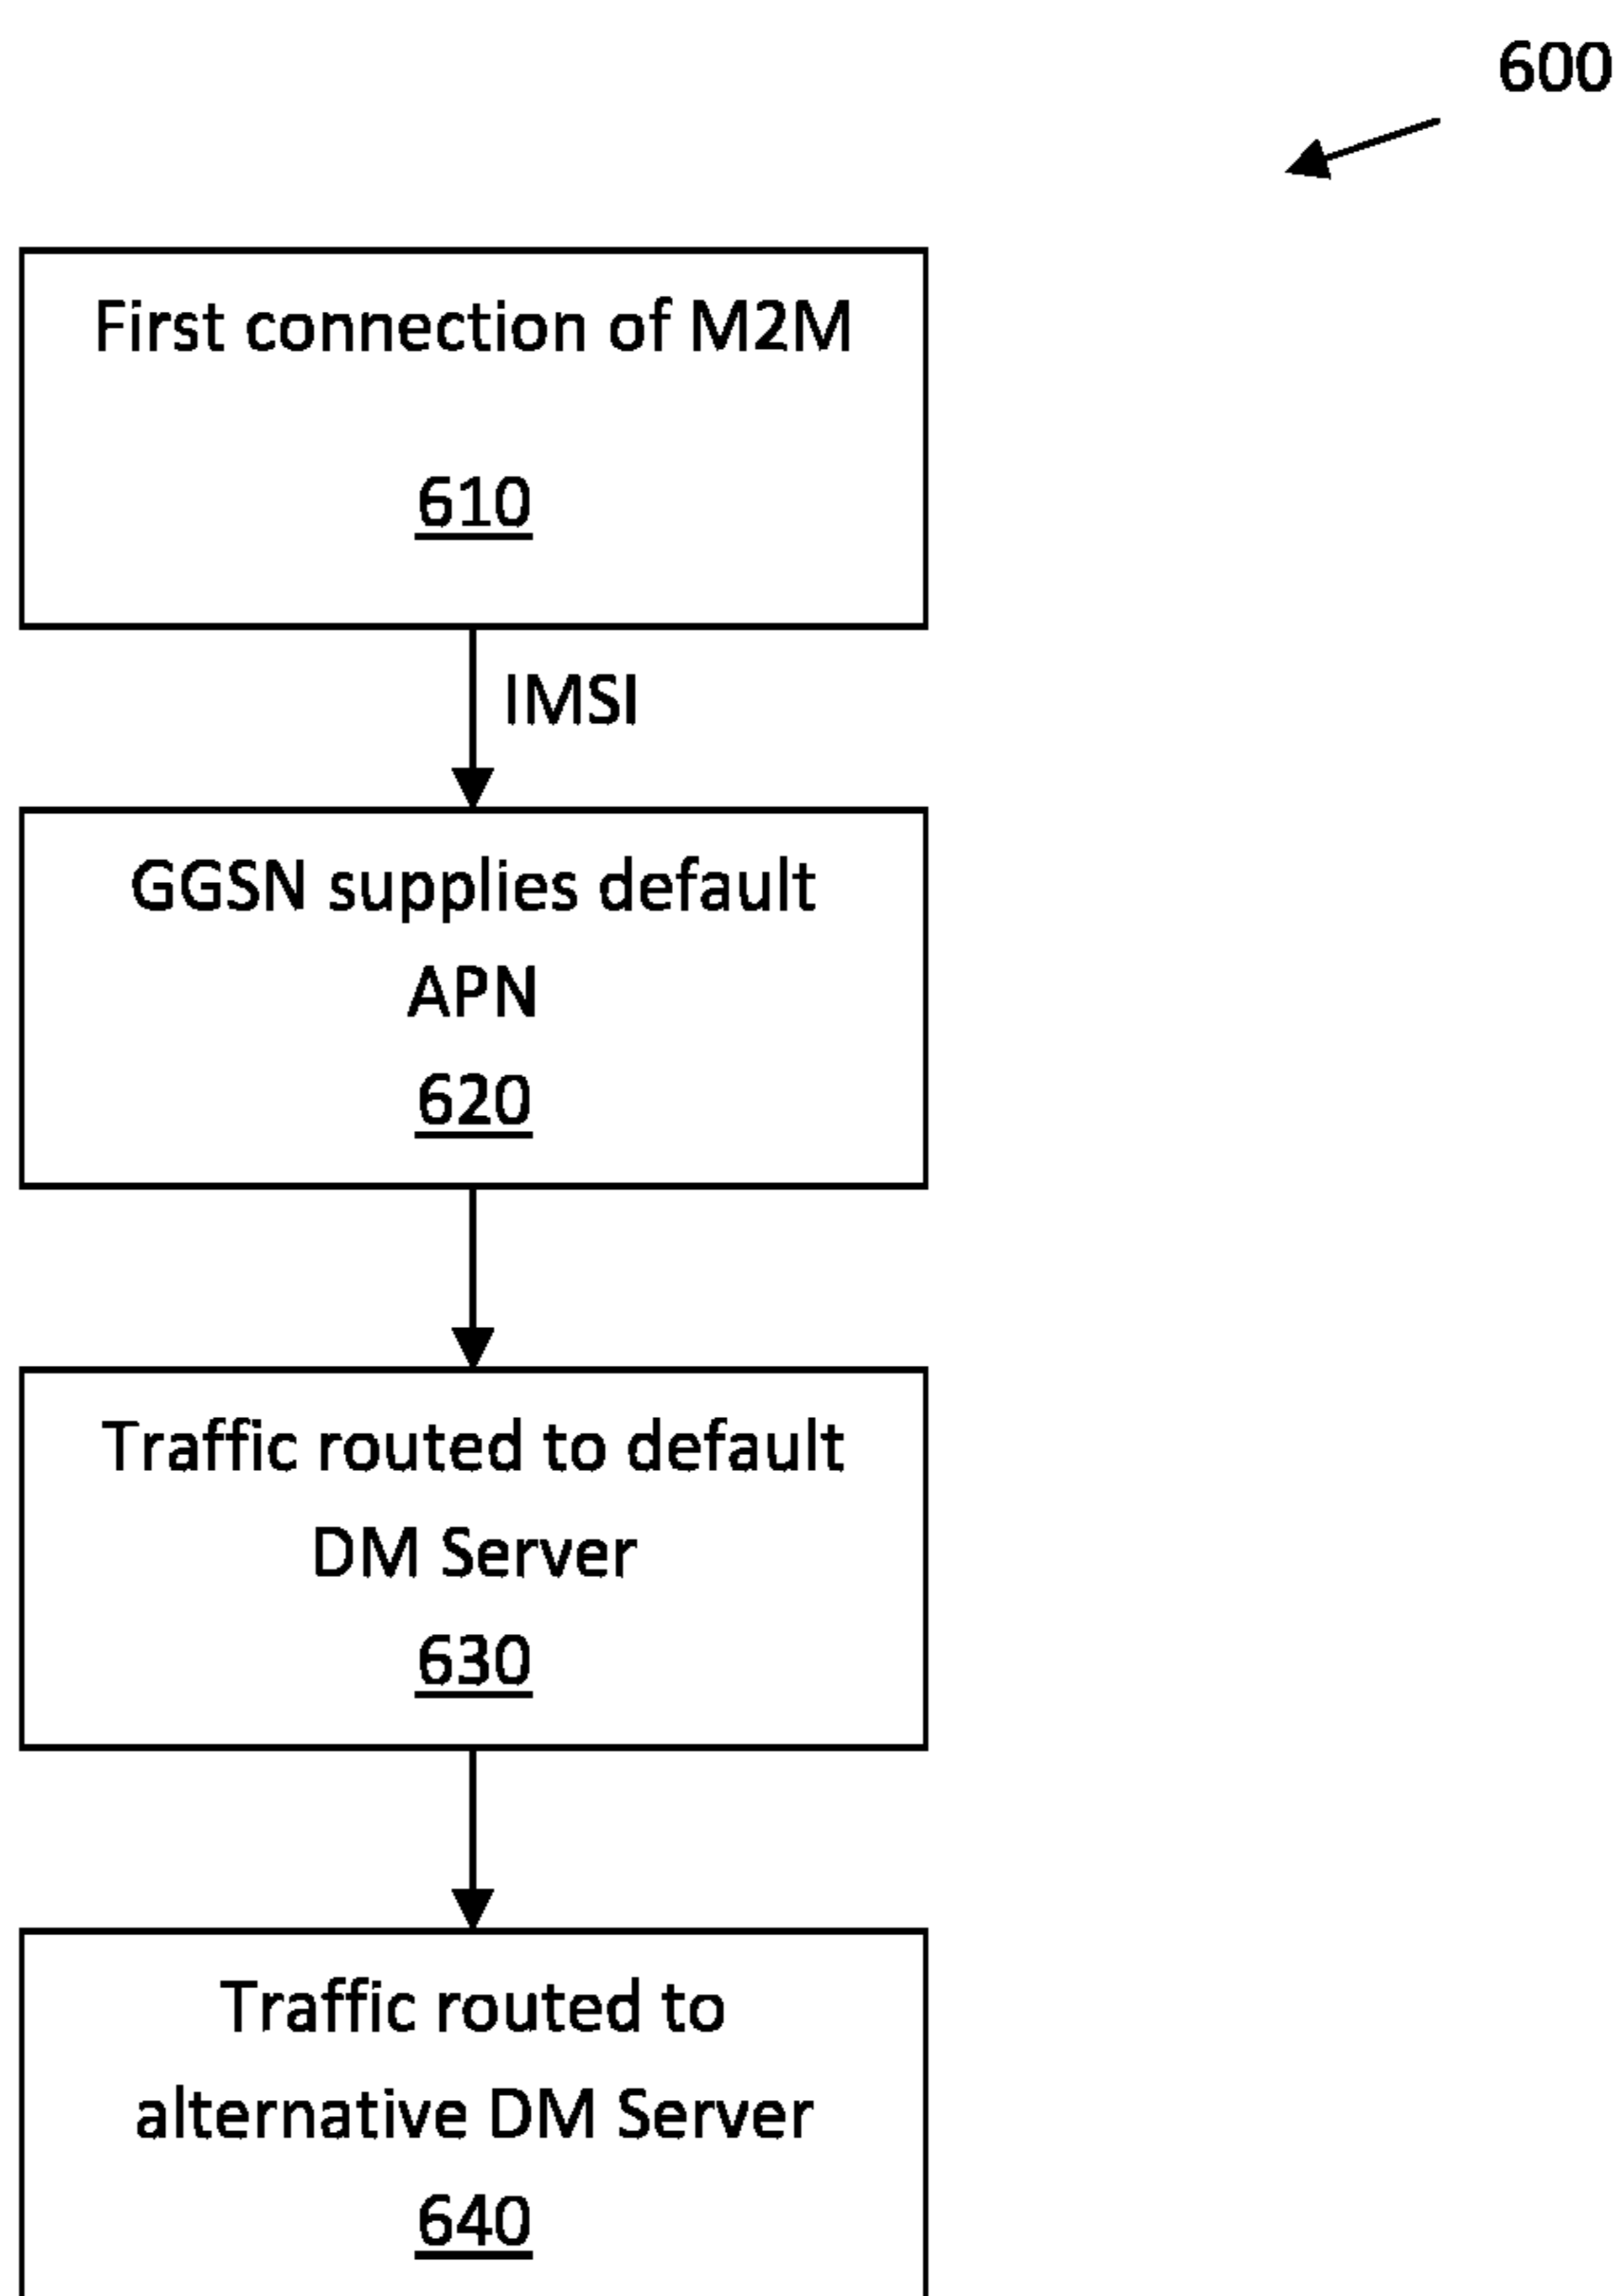 600
First connection of M2M
610
IMSI
GGSN supplies default
APN
620
Traffic routed to default
DM Server
630
Traffic routed to
alternative DM Server
640